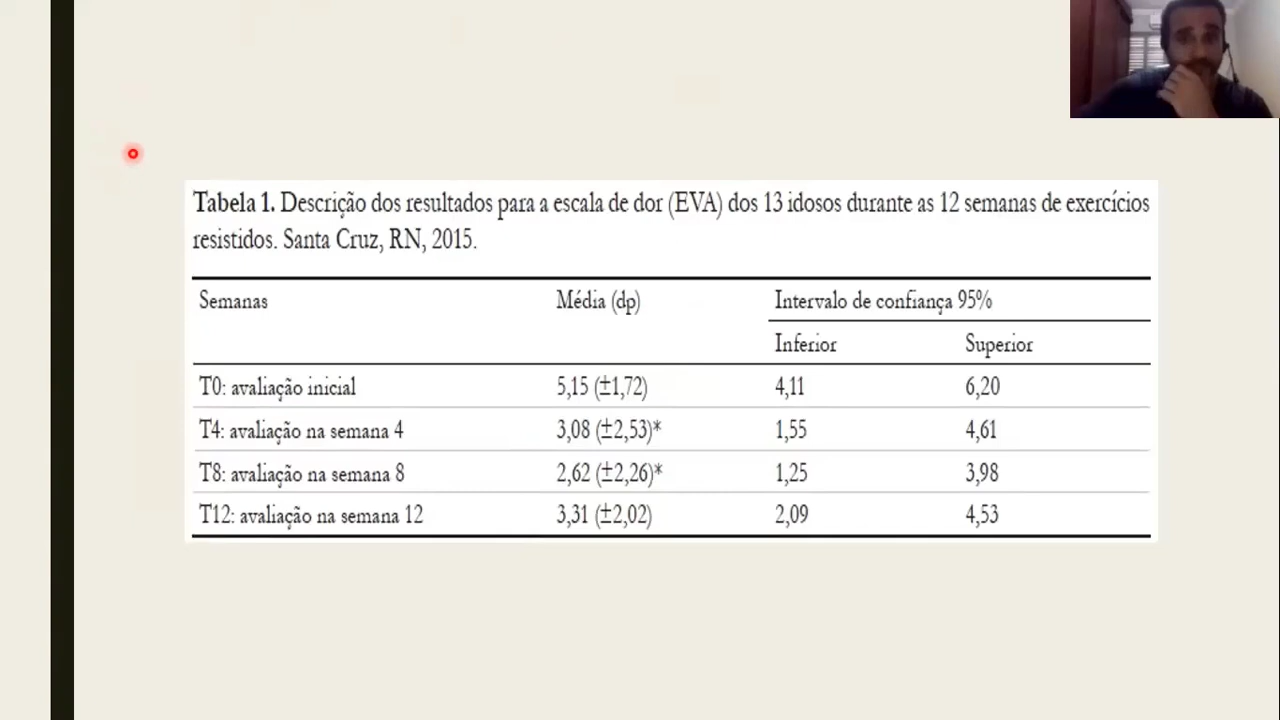 Tabela 1. Descrição dos resultados para a escala de dor (EVA) dos 13 idosos durante as 12 semanas de exercícios
resistidos. Santa Cruz, RN, 2015.
Semanas Média (dp) Intervalo de confiança 95%
Inferior Superior
T0: avaliação inicial 5,15 (±1,72) 4,11 6,20
T4: avaliação na semana 4 3,08 (±2,53)* 1,55 4,61
T8: avaliação na semana 8 2,62 (±2,26)* 1,25 3,98
T12: avaliação na semana 12 3,31 (±2,02) 2,09 4,53